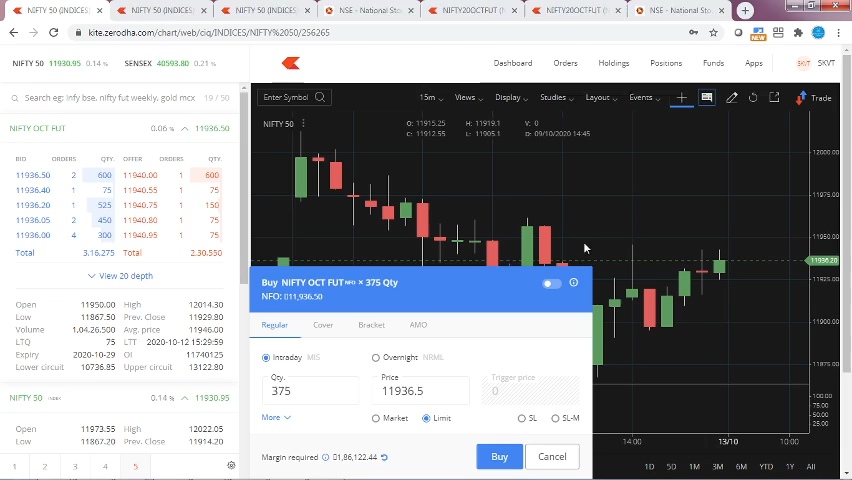 NIFTY 50 (INDICES)
NIFTY 50 (INDICES)
NIFTY 50 (INDICES)
NSE - National Sto
NIFTY20OCTFUT (N
NIFTY20OCTFUT (N
NSE - National Sto
kite.zerodha.com/chart/web/ciq/INDICES/NIFTY%2050/256265
NEW
NIFTY 50 11930.95 0.14 % SENSEX 40593.80 0.21 %
Dashboard Orders Holdings Positions Funds Apps SKVT SKVT
Search eg: infy bse, nifty fut weekly, gold mcx 19 / 50
Enter Symbol 15m Views Display Studies Layout Events Trade
NIFTY OCT FUT 0.06 % 11936.50
NIFTY 50
O: 11915.25 H: 11919.1 V: 0
C: 11912.55 L: 11905.1 D: 09/10/2020 14:45
BID ORDERS QTY. OFFER ORDERS QTY.
11936.50 2 600 11940.00 1 600
11936.40 1 75 11940.55 1 75
11936.20 1 525 11940.75 1 150
11936.05 2 450 11940.80 1 75
11936.00 4 300 11940.95 1 75
Total 3,16,275 Total 2,30,550
View 20 depth
Open 11950.00 High 12014.30
Low 11867.50 Prev. Close 11929.80
Volume 1,04,26,500 Avg. price 11946.00
LTQ 75 LTT 2020-10-12 15:29:59
Expiry 2020-10-29 OI 11740125
Lower circuit 10736.85 Upper circuit 13122.80
NIFTY 50 INDEX 0.14 % 11930.95
Open 11973.55 High 12022.05
Low 11867.20 Prev. Close 11914.20
1 2 3 4 5
12000.00
11975.00
11950.00
11936.20
11925.00
11900.00
11875.00
100.00
75.00
50.00
25.00
14:00 13/10 10:00
1D 5D 1M 3M 6M YTD 1Y All
Buy NIFTY OCT FUT NFO × 375 Qty
NFO: ▯11,936.50
Regular Cover Bracket AMO
Intraday MIS Overnight NRML
Qty. Price Trigger price
375 11936.5 0
More Market Limit SL SL-M
Margin required ▯1,86,122.44 Buy Cancel